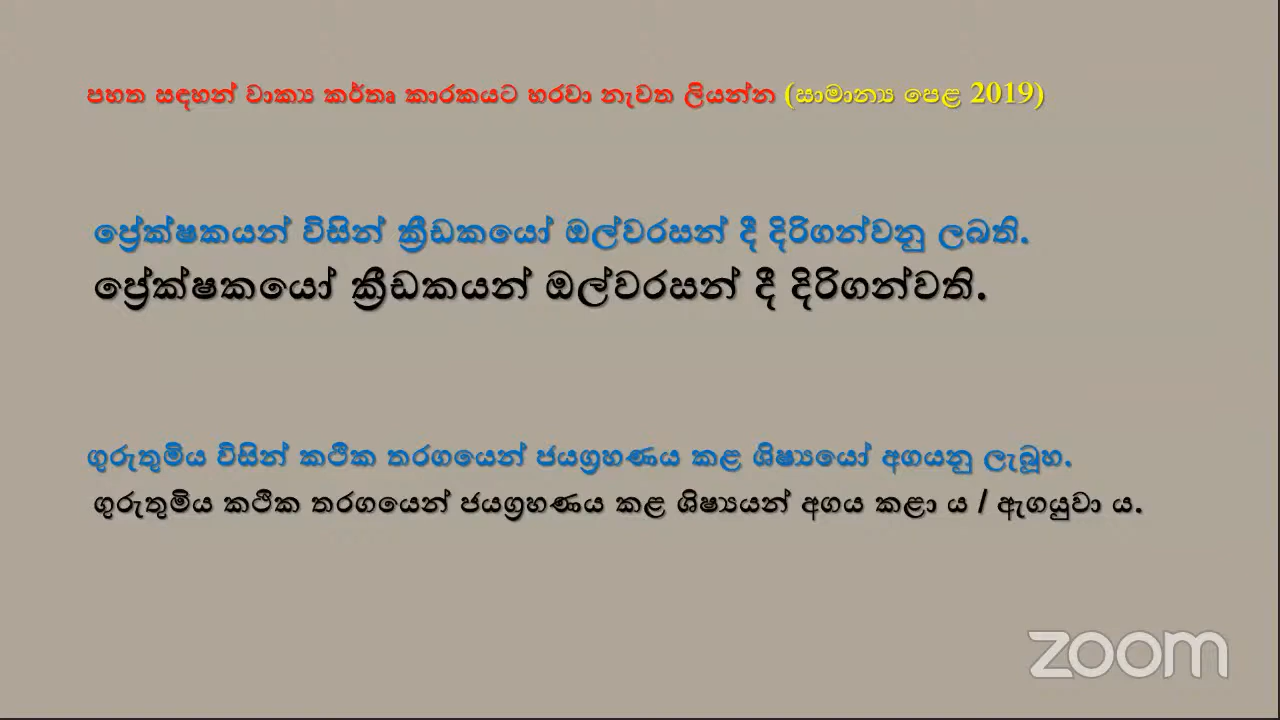 පහත සඳහන් වාක්‍ය කර්තෘ කාරකයට හරවා නැවත ලියන්න (සාමාන්‍ය පෙළ 2019)
ප්‍රේක්ෂකයන් විසින් ක්‍රීඩකයෝ ඔල්වරසන් දී දිරිගන්වනු ලබති.
ප්‍රේක්ෂකයෝ ක්‍රීඩකයන් ඔල්වරසන් දී දිරිගන්වති.
ගුරුතුමිය විසින් කථික තරගයෙන් ජයග්‍රහණය කළ ශිෂ්‍යයෝ අගයනු ලැබූහ.
ගුරුතුමිය කථික තරගයෙන් ජයග්‍රහණය කළ ශිෂ්‍යයන් අගය කළා ය / ඇගයුවා ය.
zoom